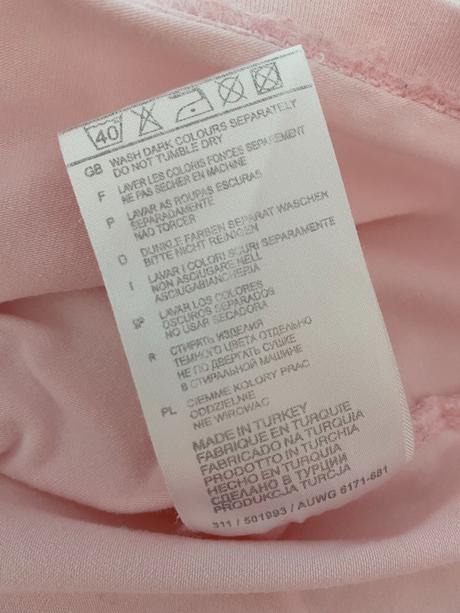 40
GB WASH DARK COLOURS SEPARATELY
DO NOT TUMBLE DRY
F LAVER LES COLORIS FONCES SEPAREMENT
NE PAS SECHER EN MACHINE
P LAVAR AS ROUPAS ESCURAS
SEPARADAMENTE
NAO TORCER
D DUNKLE FARBEN SEPARAT WASCHEN
BITTE NICHT REINIGEN
I LAVAR I COLORI SCURI SEPARAMENTE
NON ASCIUGARE NELL
ASCIUGABIANCHERIA
SP LAVAR LOS COLORES
OSCUROS SEPARADOS
NO USAR SECADORA
R СТИРАТЬ ИЗДЕЛИЯ
ТЕМНОГО ЦВЕТА ОТДЕЛЬНО
НЕ ПОДВЕРГАТЬ СУШКЕ
В СТИРАЛЬНОЙ МАШИНЕ
PL CIEMME KOLORY PRAC
ODDZIELNIE
NIE WIROWAC
MADE IN TURKEY
FABRIQUE EN TURQUIE
FABRICADO NA TURQUIA
PRODOTTO IN TURCHIA
HECHO EN TURQUIA
СДЕЛАНО В ТУРЦИИ
PRODUKCJA TURCJA
311 / 501993 / AUWG 6171-681